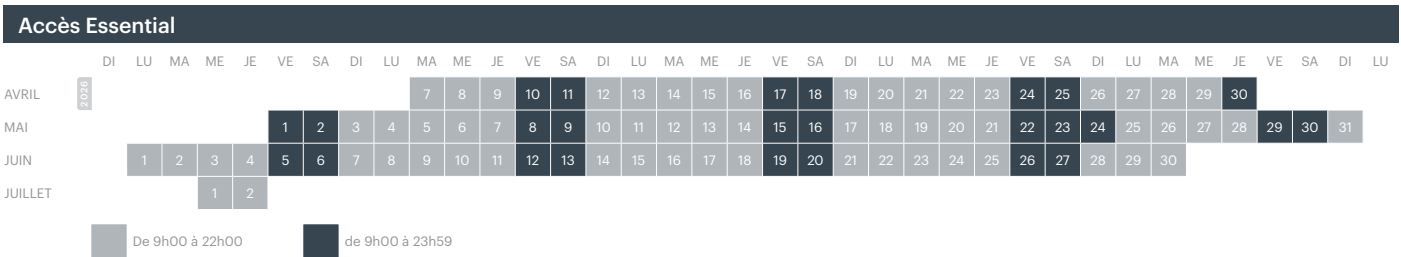 Accès Essential
DI LU MA ME JE VE SA DI LU MA ME JE VE SA DI LU MA ME JE VE SA DI LU MA ME JE VE SA DI LU MA ME JE VE SA DI LU
AVRIL 2026 7 8 9 10 11 12 13 14 15 16 17 18 19 20 21 22 23 24 25 26 27 28 29 30
MAI 1 2 3 4 5 6 7 8 9 10 11 12 13 14 15 16 17 18 19 20 21 22 23 24 25 26 27 28 29 30 31
JUIN 1 2 3 4 5 6 7 8 9 10 11 12 13 14 15 16 17 18 19 20 21 22 23 24 25 26 27 28 29 30
JUILLET 1 2
De 9h00 à 22h00 de 9h00 à 23h59